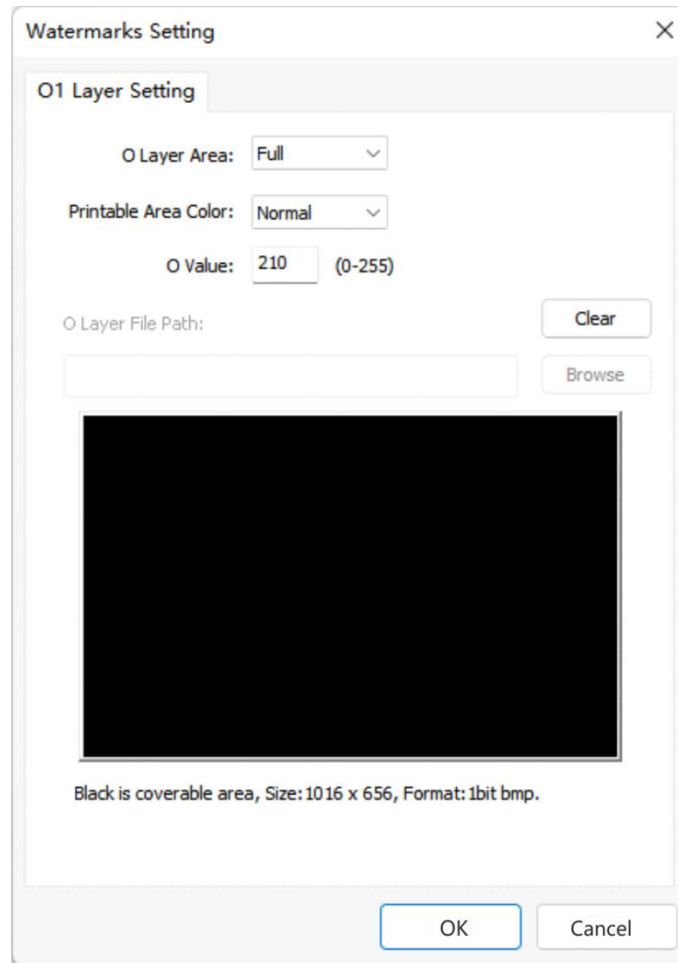 Watermarks Setting
O1 Layer Setting
O Layer Area: Full
Printable Area Color: Normal
O Value: 210 (0-255)
O Layer File Path: Clear
Browse
Black is coverable area, Size:1016 x 656, Format:1bit bmp.
OK Cancel